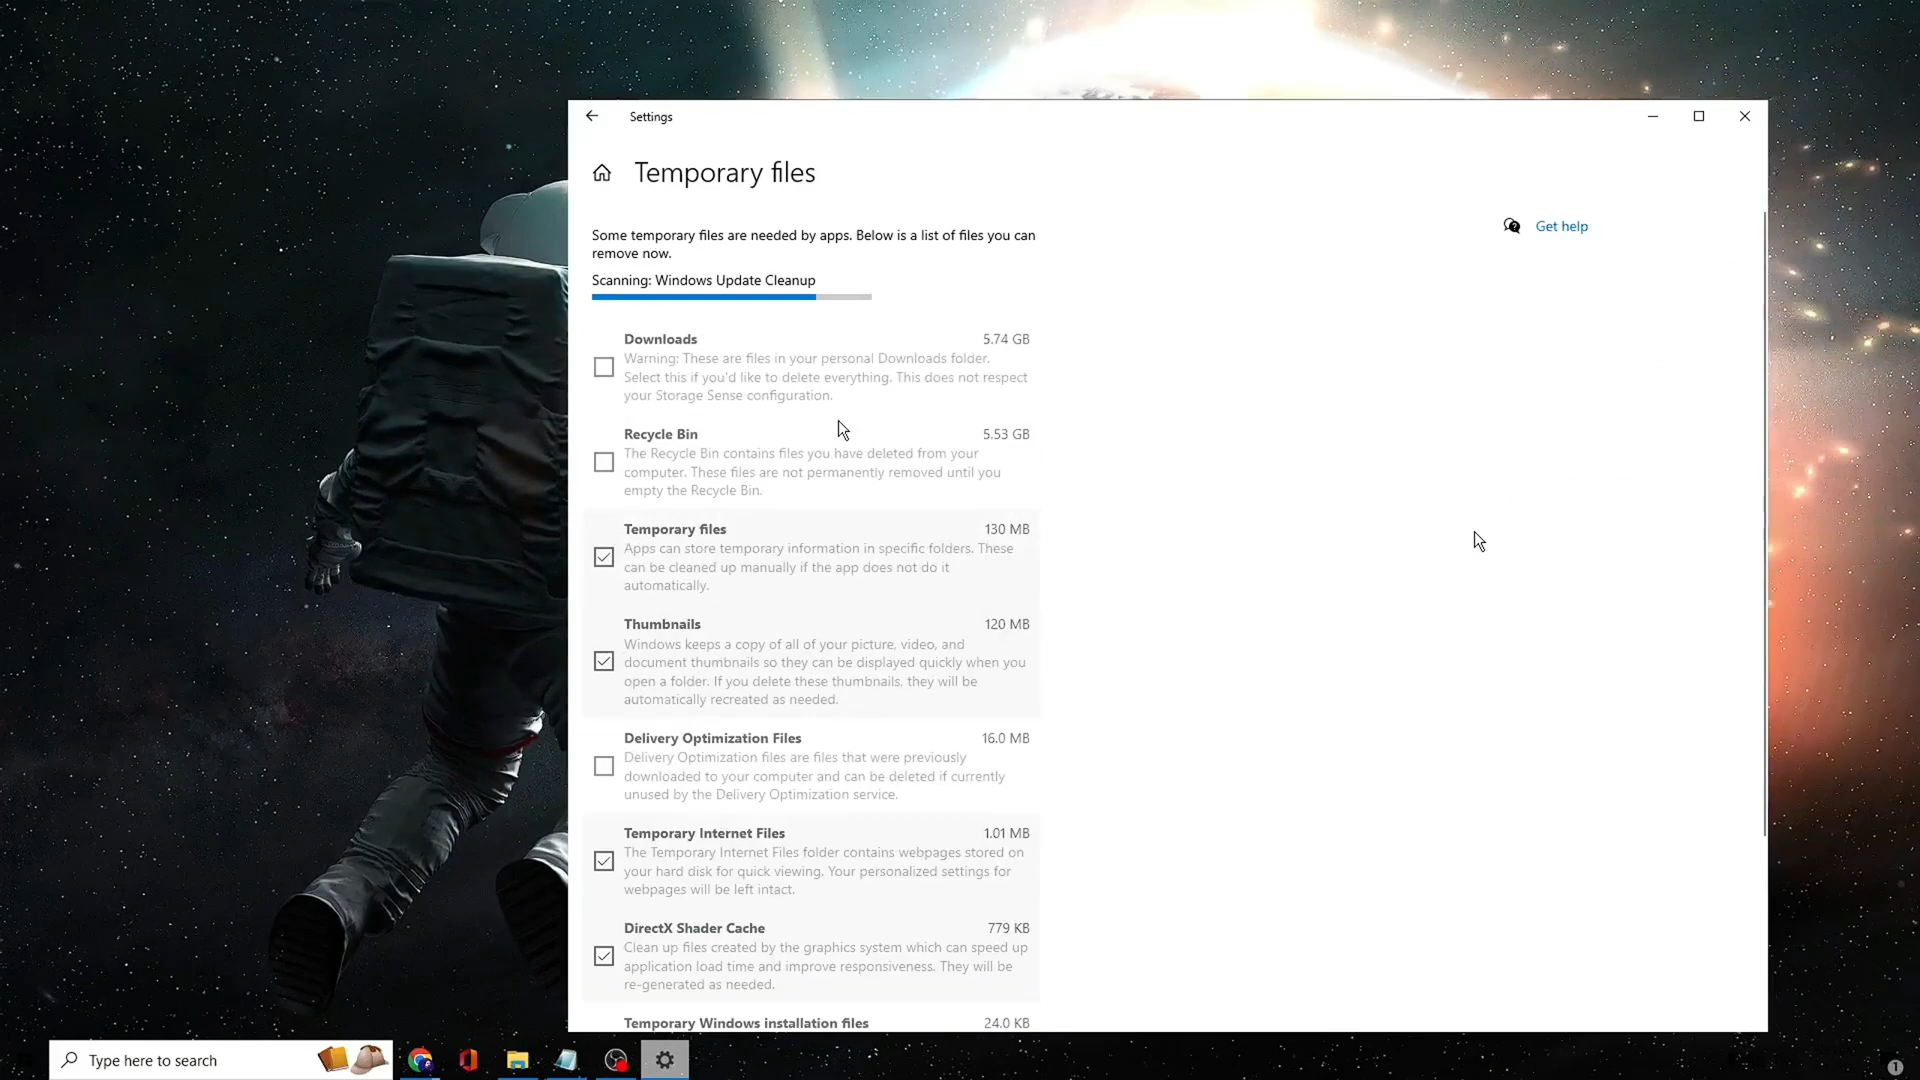 Settings
Temporary files
Some temporary files are needed by apps. Below is a list of files you can
remove now.
Get help
Scanning: Windows Update Cleanup
Downloads 5.74 GB
Warning: These are files in your personal Downloads folder.
Select this if you'd like to delete everything. This does not respect
your Storage Sense configuration.
Recycle Bin 5.53 GB
The Recycle Bin contains files you have deleted from your
computer. These files are not permanently removed until you
empty the Recycle Bin.
Temporary files 130 MB
Apps can store temporary information in specific folders. These
can be cleaned up manually if the app does not do it
automatically.
Thumbnails 120 MB
Windows keeps a copy of all of your picture, video, and
document thumbnails so they can be displayed quickly when you
open a folder. If you delete these thumbnails, they will be
automatically recreated as needed.
Delivery Optimization Files 16.0 MB
Delivery Optimization files are files that were previously
downloaded to your computer and can be deleted if currently
unused by the Delivery Optimization service.
Temporary Internet Files 1.01 MB
The Temporary Internet Files folder contains webpages stored on
your hard disk for quick viewing. Your personalized settings for
webpages will be left intact.
DirectX Shader Cache 779 KB
Clean up files created by the graphics system which can speed up
application load time and improve responsiveness. They will be
re-generated as needed.
Temporary Windows installation files 24.0 KB
Type here to search
1